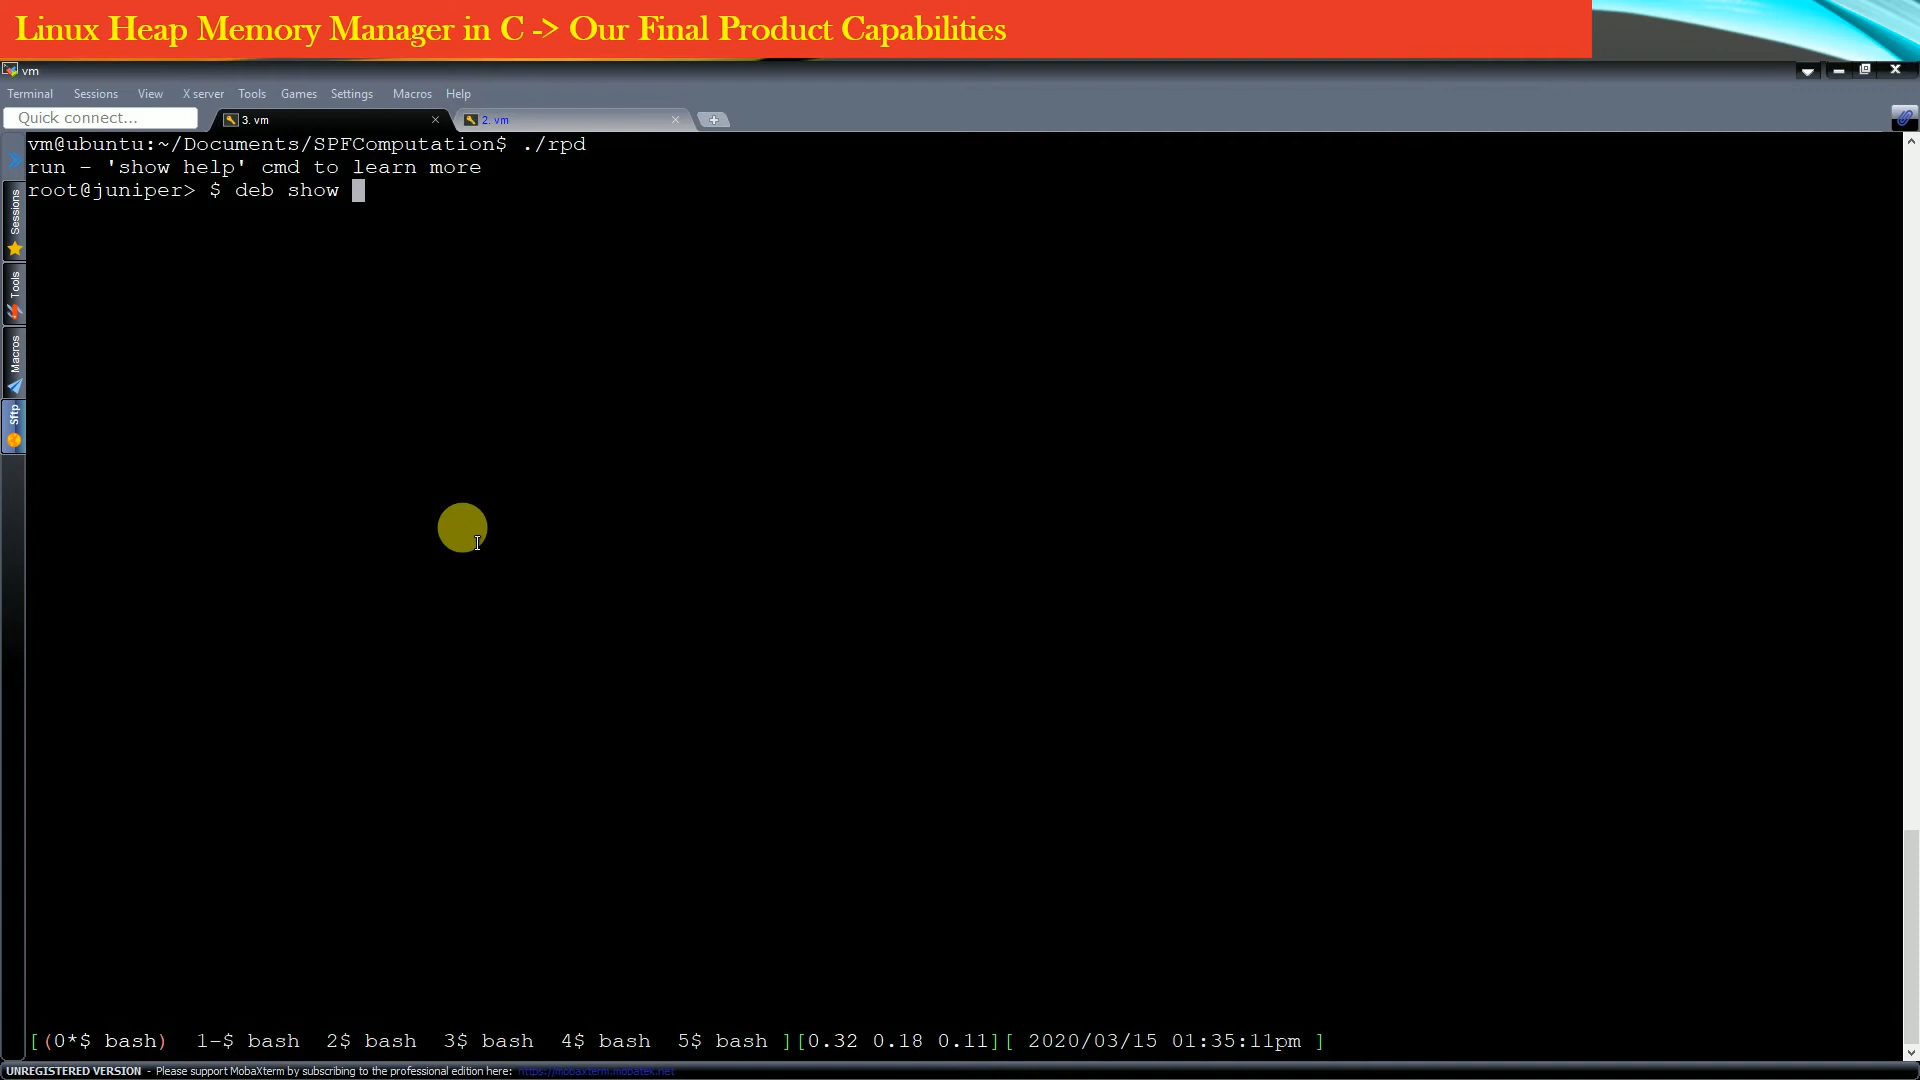 Linux Heap Memory Manager in C -> Our Final Product Capabilities
vm
Terminal Sessions View X server Tools Games Settings Macros Help
Quick connect... 3. vm 2. vm
vm@ubuntu:~/Documents/SPFComputation$ ./rpd
run - 'show help' cmd to learn more
root@juniper> $ deb show
Sessions
Tools
Macros
Sftp
[(0*$ bash) 1-$ bash 2$ bash 3$ bash 4$ bash 5$ bash ][0.32 0.18 0.11][ 2020/03/15 01:35:11pm ]
UNREGISTERED VERSION - Please support MobaXterm by subscribing to the professional edition here: https://mobaxterm.mobatek.net